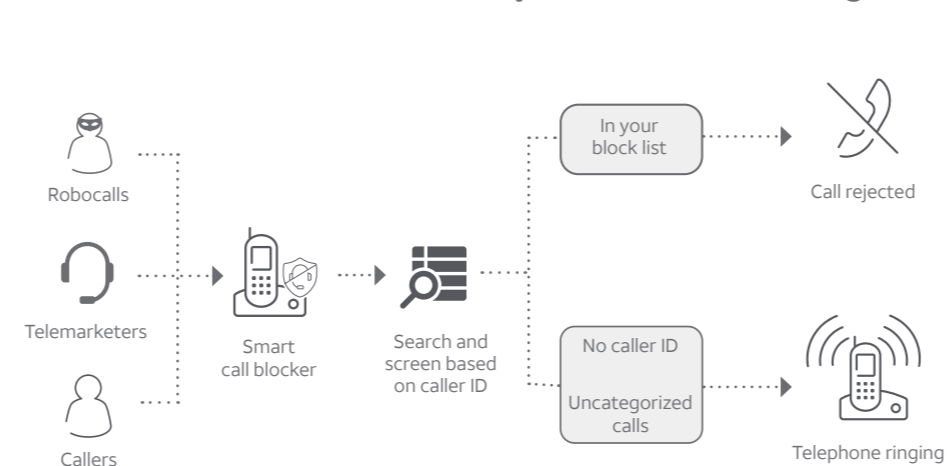 Robocalls
Telemarketers
Callers
Smart
call blocker
Search and
screen based
on caller ID
In your
block list
Call rejected
No caller ID
Uncategorized
calls
Telephone ringing